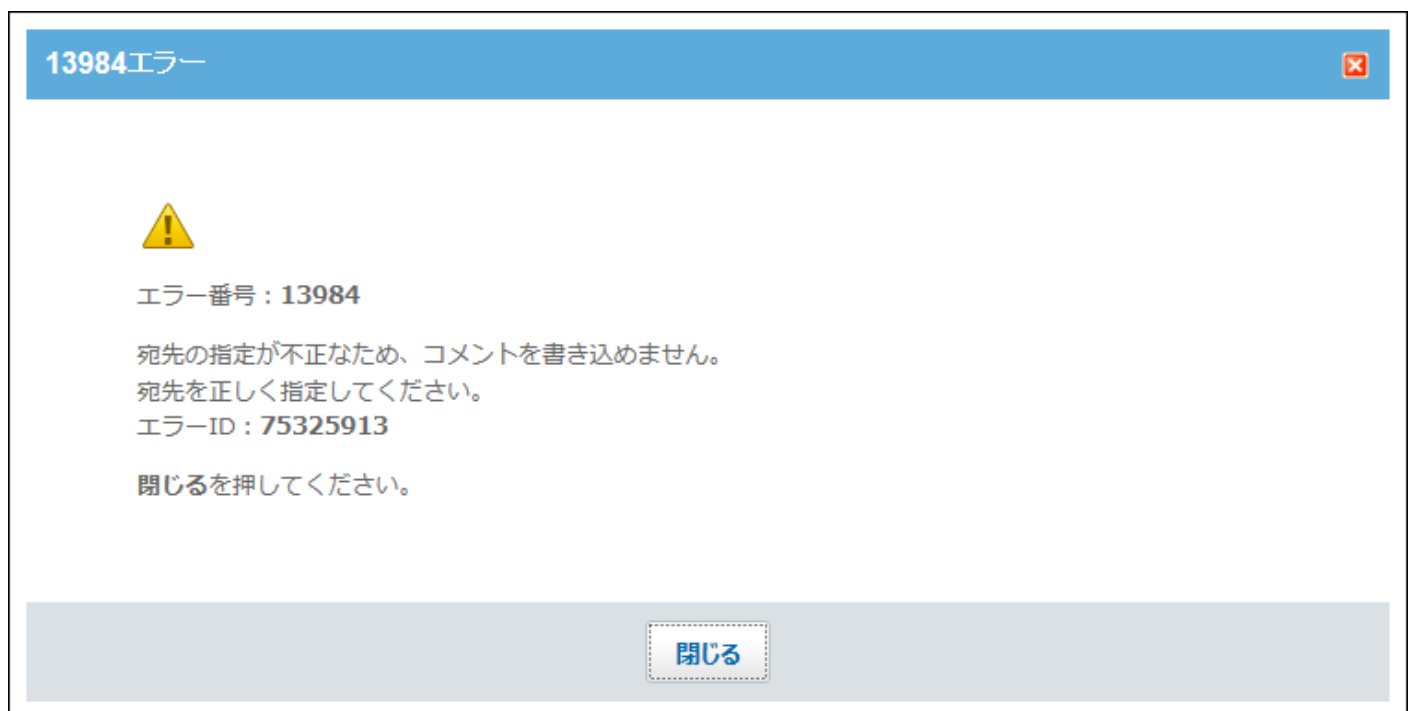 13984エラー
エラー番号：13984
宛先の指定が不正なため、コメントを書き込めません。
宛先を正しく指定してください。
エラーID：75325913
閉じるを押してください。
閉じる